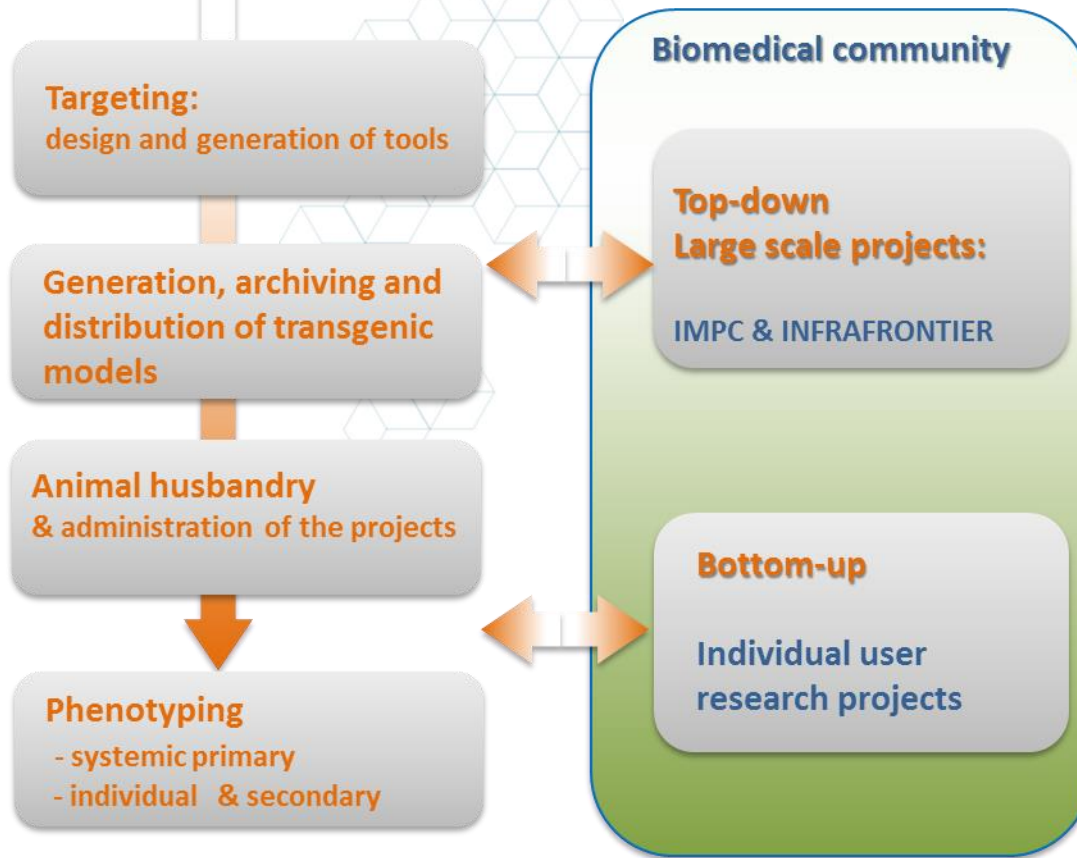 Targeting:
design and generation of tools
Generation, archiving and
distribution of transgenic
models
Animal husbandry
& administration of the projects
Phenotyping
- systemic primary
- individual & secondary
Biomedical community
Top-down
Large scale projects:
IMPC & INFRAFRONTIER
Bottom-up
Individual user
research projects